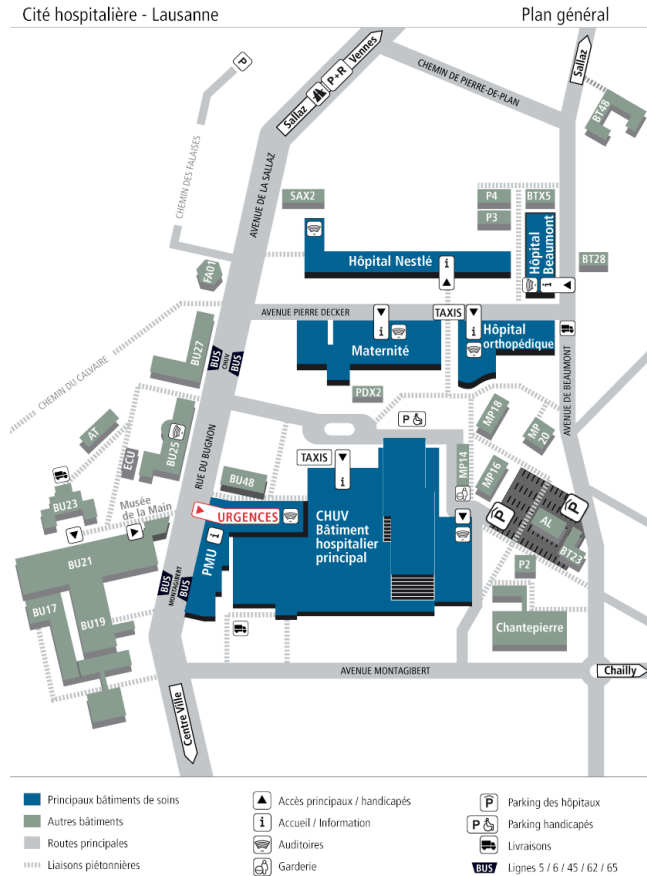 Cité hospitalière - Lausanne
Plan général
Sallaz
P+R
Vennes
Sallaz
CHEMIN DE PIERRE-DE-PLAN
P
BT48
CHEMIN DES FALAISES
AVENUE DE LA SALLAZ
SAX2
P4
BTX5
P3
Hôpital Nestlé
i
Hôpital
Beaumont
i
BT28
FA01
AVENUE PIERRE DECKER
TAXIS
i
i
Maternité
Hôpital
orthopédique
BU27
BUS
CHUV
BUS
CHEMIN DU CALVAIRE
AVENUE DE BEAUMONT
PDX2
P
MP18
MP
20
AT
ECU
BU25
RUE DU BUGNON
TAXIS
i
MP14
MP16
BU48
BU23
Musée
de la Main
URGENCES
CHUV
Bâtiment
hospitalier
principal
P
P
AL
BT23
BU21
PMU
i
P2
BUS
MONTAGIBERT
BUS
BU17
BU19
Chantepierre
AVENUE MONTAGIBERT
Chailly
Centre Ville
Principaux bâtiments de soins
Autres bâtiments
Routes principales
Liaisons piétonnières
Accès principaux / handicapés
i Accueil / Information
Auditoires
Garderie
P Parking des hôpitaux
P Parking handicapés
Livraisons
BUS Lignes 5 / 6 / 45 / 62 / 65